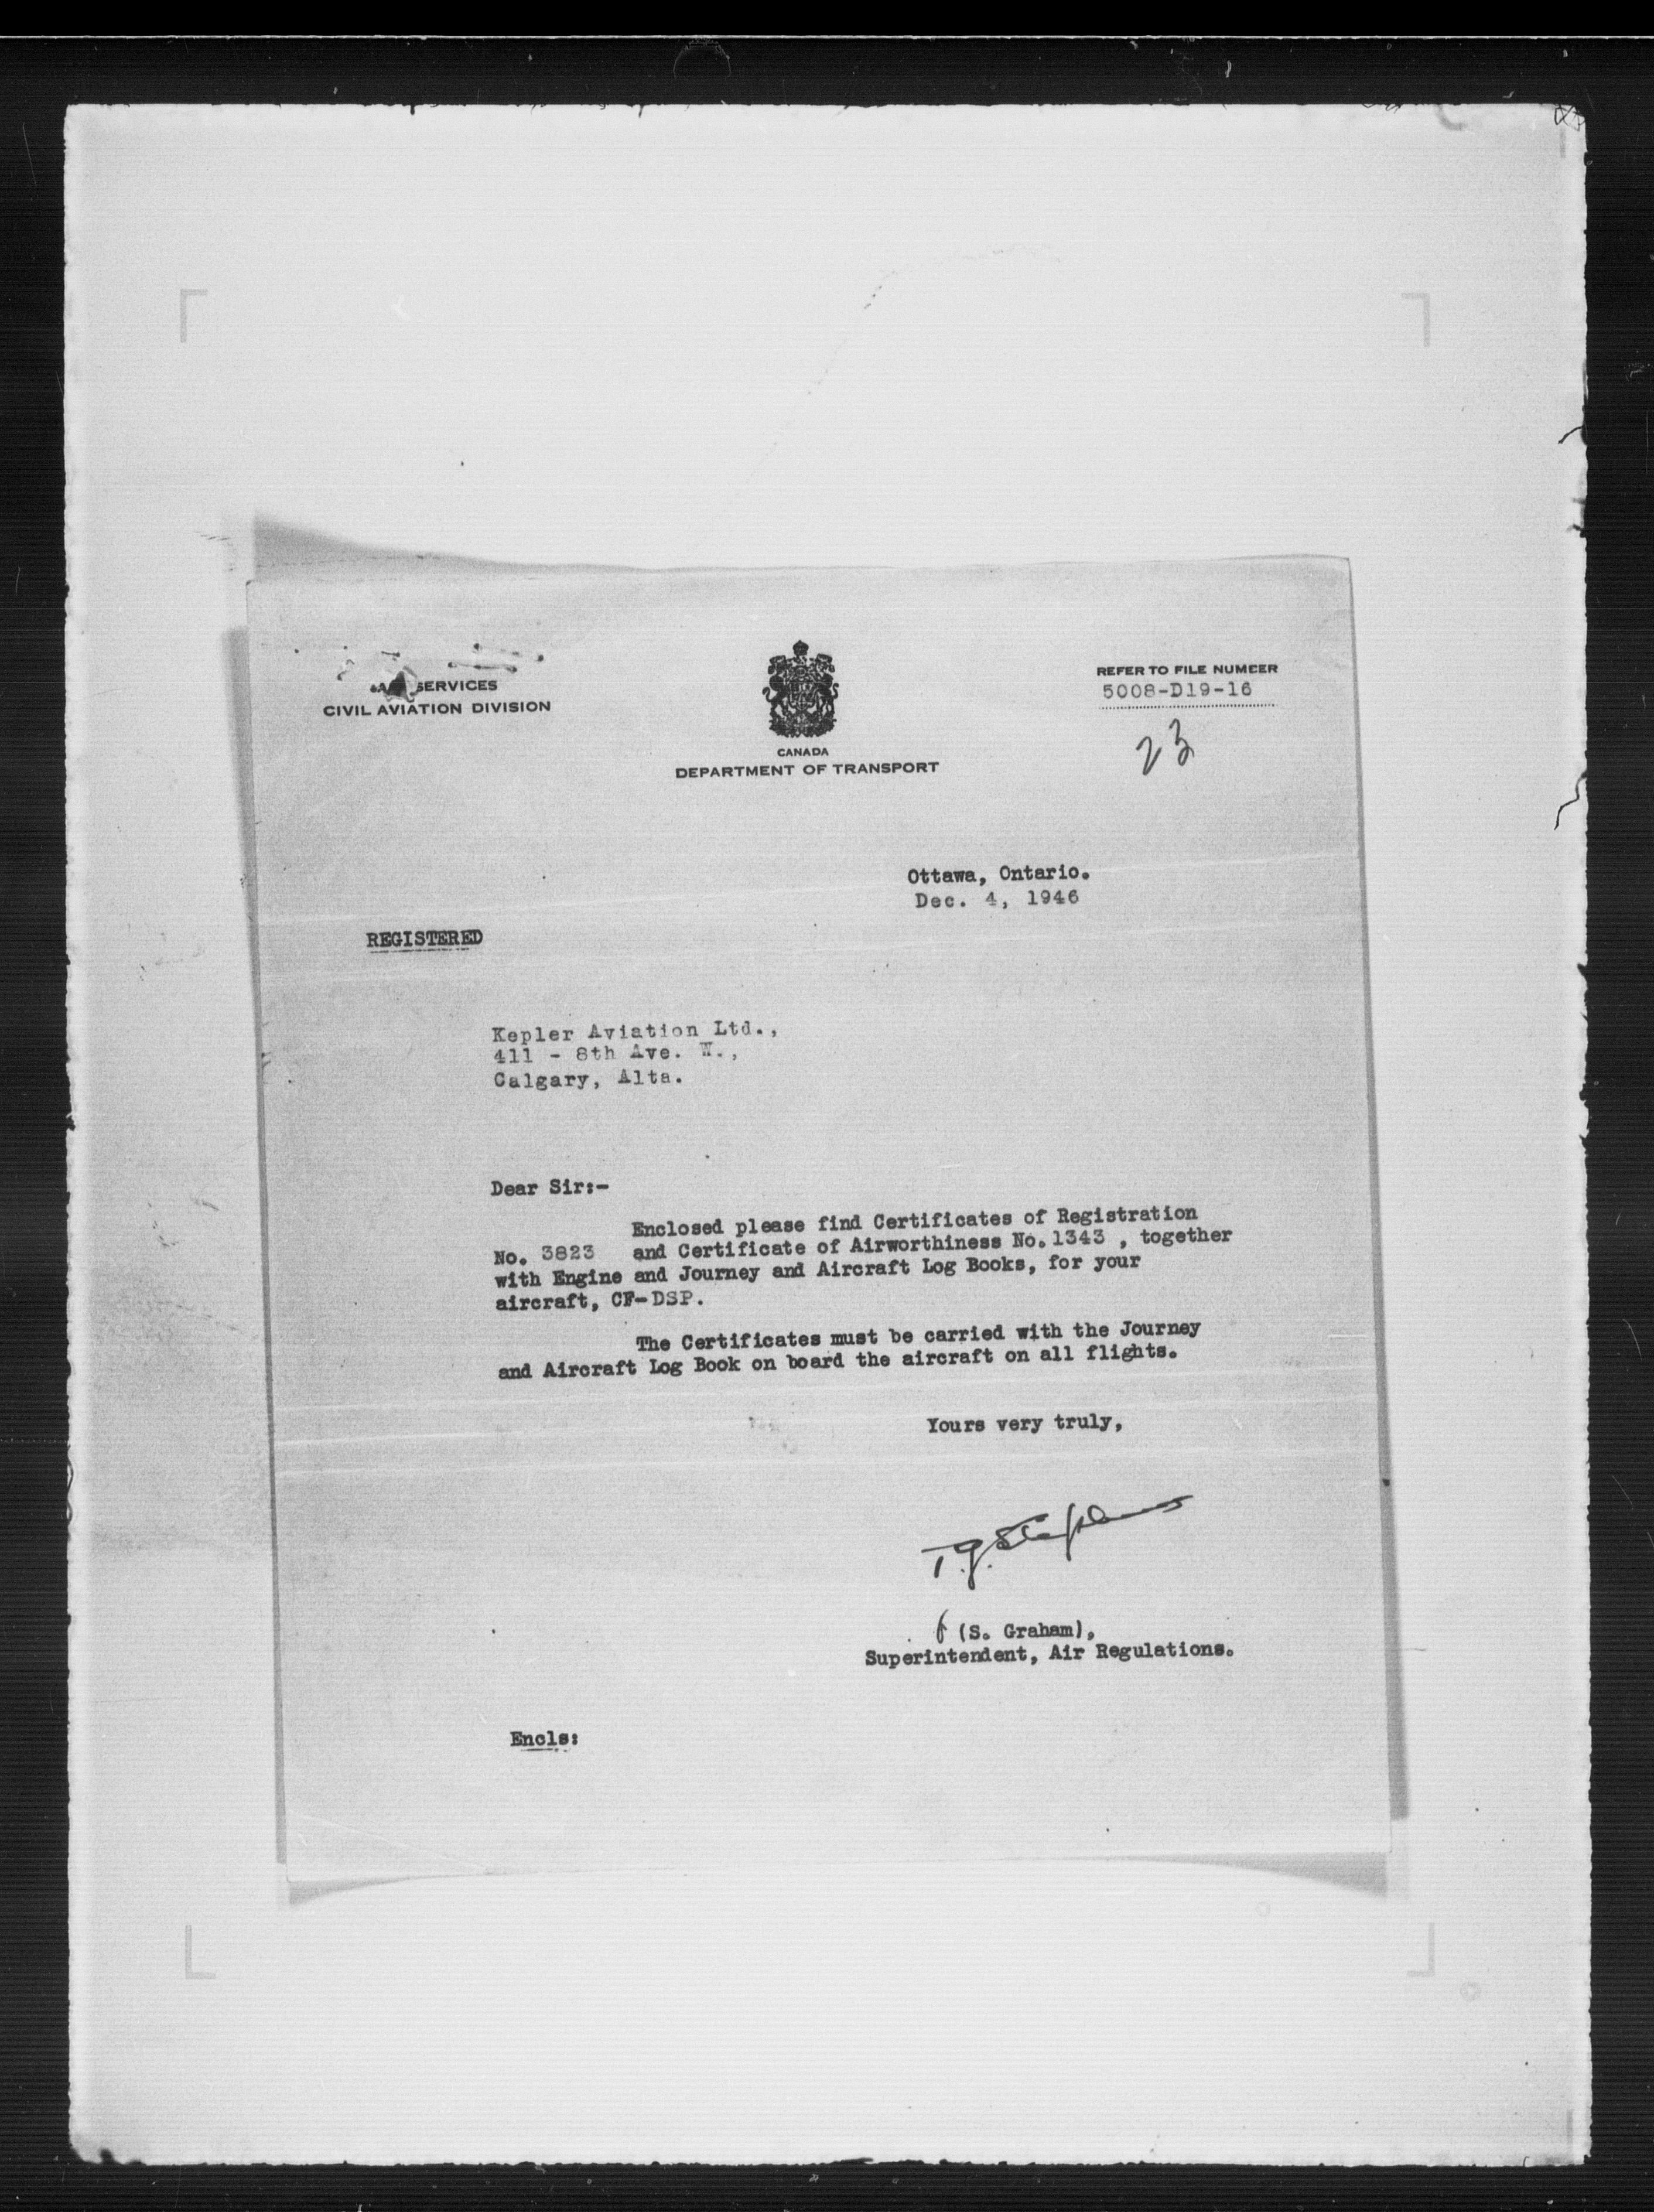 SERVICES
CIVIL AVIATION DIVISION
CANADA
DEPARTMENT OF TRANSPORT
REFER TO FILE NUMBER
5008-D19-16
23
Ottawa, Ontario.
Dec. 4, 1946
REGISTERED
Kepler Aviation Ltd.,
411 - 8th Ave. W.,
Calgary, Alta.
Dear Sir:-
Enclosed please find Certificates of Registration
No. 3823 and Certificate of Airworthiness No. 1343 , together
with Engine and Journey and Aircraft Log Books, for your
aircraft, CF-DSP.
The Certificates must be carried with the Journey
and Aircraft Log Book on board the aircraft on all flights.
Yours very truly,
(S. Graham),
Superintendent, Air Regulations.
Encls: